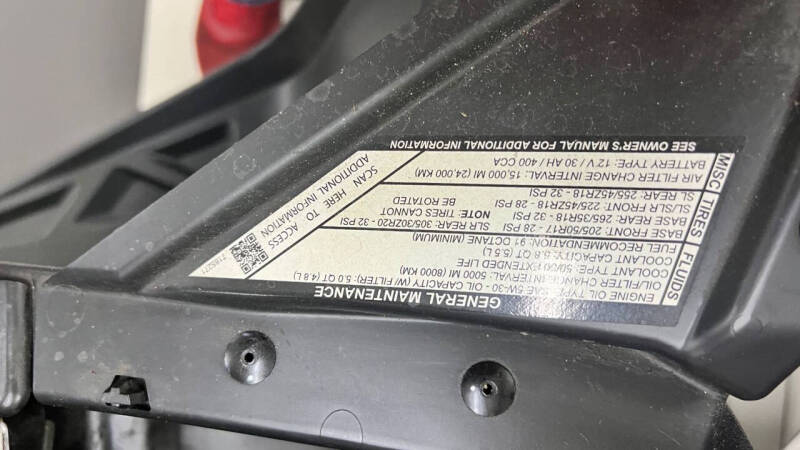 GENERAL MAINTENANCE
FLUIDS
ENGINE OIL TYPE: 5W-30 - OIL CAPACITY (W/ FILTER): 5.0 QT (4.8 L)
OIL/FILTER CHANGE INTERVAL: 5000 MI (8000 KM)
COOLANT TYPE: 50/50 EXTENDED LIFE
COOLANT CAPACITY: 5.8 QT (5.5 L)
FUEL RECOMMENDATION: 91 OCTANE (MINIMUM)
TIRES
BASE FRONT: 205/50R17 - 28 PSI
BASE REAR: 265/35R18 - 32 PSI
SL/SLR FRONT: 225/45ZR18 - 28 PSI
SL REAR: 255/45ZR18 - 32 PSI
SLR REAR: 305/30ZR20 - 32 PSI
NOTE: TIRES CANNOT
BE ROTATED
MISC
AIR FILTER CHANGE INTERVAL: 15,000 MI (24,000 KM)
BATTERY TYPE: 12V / 30 AH / 400 CCA
SEE OWNER'S MANUAL FOR ADDITIONAL INFORMATION
SCAN HERE TO ACCESS
ADDITIONAL INFORMATION